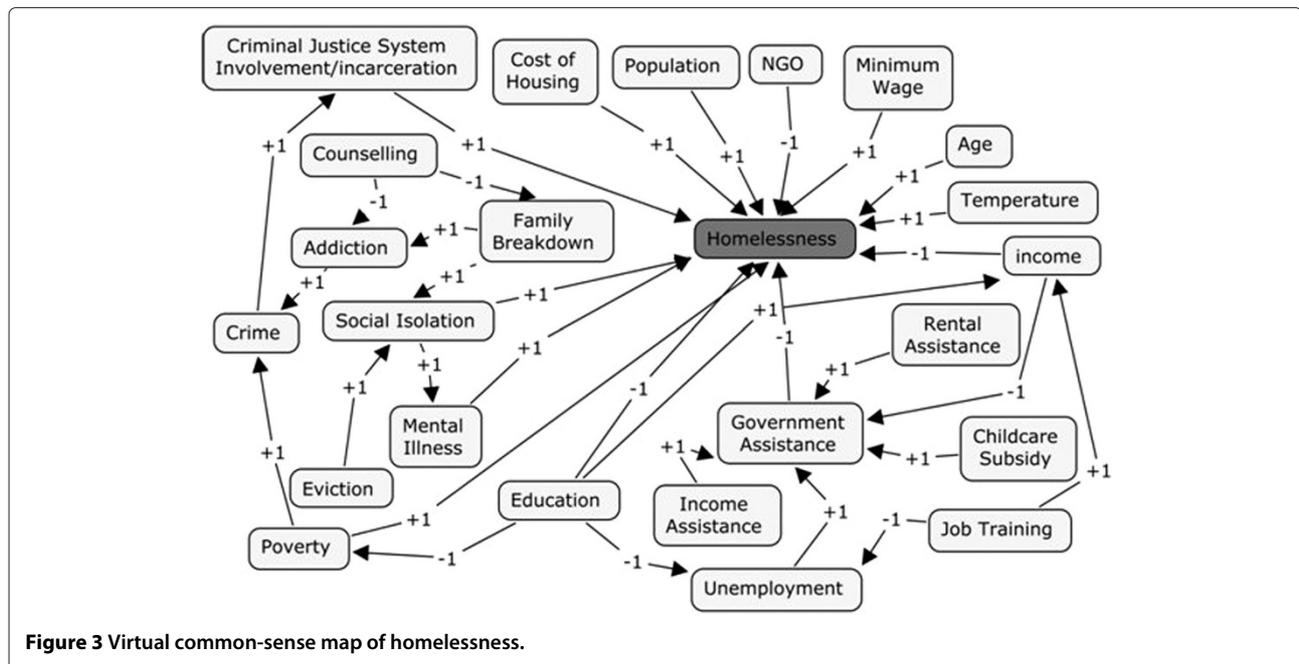 Criminal Justice System
Involvement/incarceration
Cost of
Housing
Population
NGO
Minimum
Wage
+1
Counselling
+1
+1
+1
-1
+1
Age
+1
-1
-1
Temperature
+1
Addiction
+1
Family
Breakdown
Homelessness
-1
income
+1
+1
+1
Crime
Social Isolation
+1
-1
Rental
Assistance
+1
+1
+1
+1
-1
-1
Mental
Illness
Government
Assistance
Childcare
Subsidy
+1
+1
+1
+1
Eviction
Education
Income
Assistance
+1
-1
Job Training
+1
Poverty
-1
-1
Unemployment
Figure 3 Virtual common-sense map of homelessness.